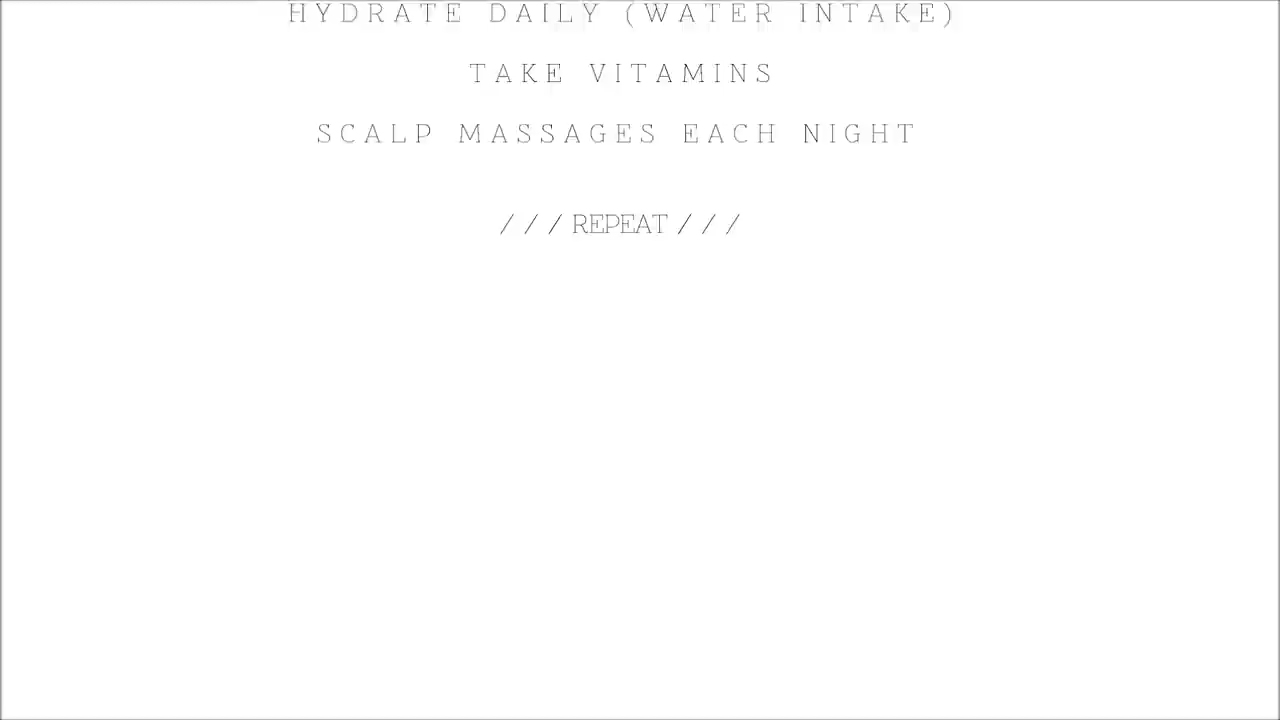 HYDRATE DAILY (WATER INTAKE)
TAKE VITAMINS
SCALP MASSAGES EACH NIGHT
/ / / REPEAT / / /